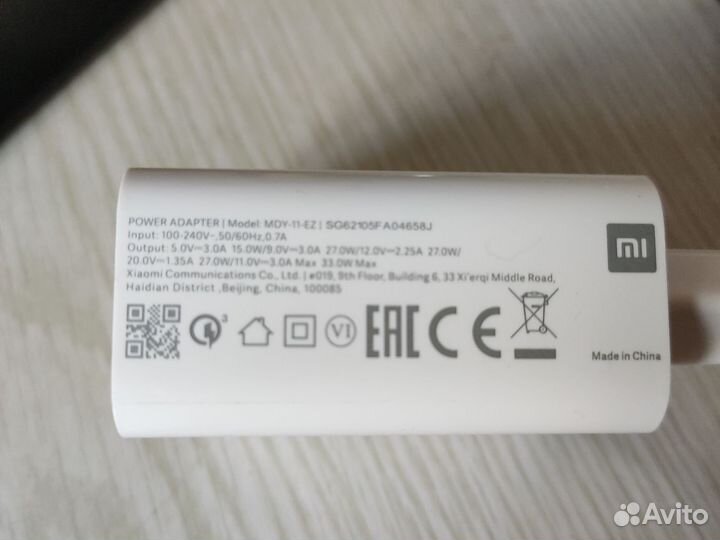 POWER ADAPTER | Model: MDY-11-EZ | SG62105FA04658J
Input: 100-240V~,50/60Hz,0.7A
Output: 5.0V⎓3.0A 15.0W/9.0V⎓3.0A 27.0W/12.0V⎓2.25A 27.0W/
20.0V⎓1.35A 27.0W/11.0V⎓3.0A Max 33.0W Max
Xiaomi Communications Co., Ltd. | #019, 9th Floor, Building 6, 33 Xi'erqi Middle Road,
Haidian District ,Beijing, China, 100085
mi
3
VI
EAC CE
Made in China
Avito